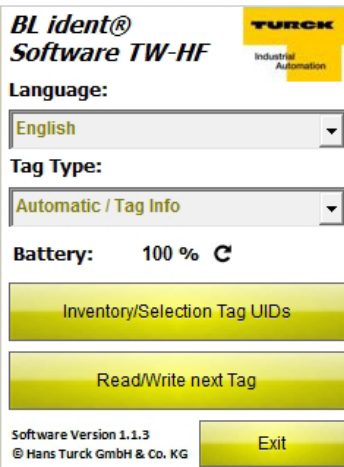 BL ident®
Software TW-HF
TURCK
Industrial
Automation
Language:
English
Tag Type:
Automatic / Tag Info
Battery: 100 %
Inventory/Selection Tag UIDs
Read/Write next Tag
Software Version 1.1.3
© Hans Turck GmbH & Co. KG
Exit